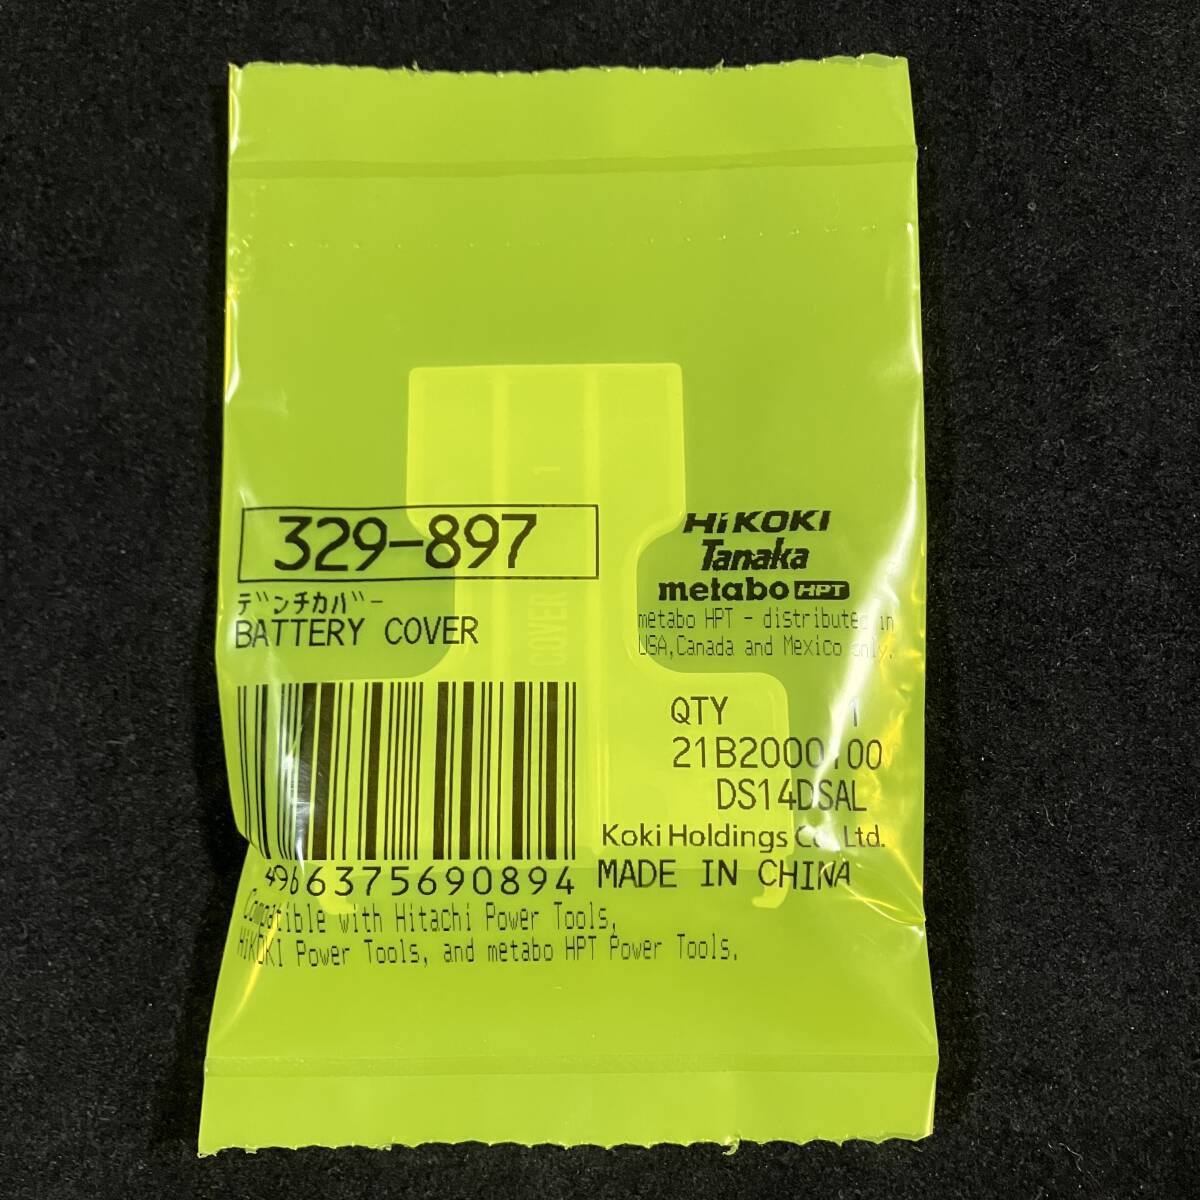 COVER 1
329-897
デンチカバー
BATTERY COVER
HiKOKI
Tanaka
metabo HPT
metabo HPT - distributed in
USA,Canada and Mexico only.
QTY 1
21B2000100
DS14DSAL
Koki Holdings Co., Ltd.
MADE IN CHINA
4966375690894
Compatible with Hitachi Power Tools,
HiKOKI Power Tools, and metabo HPT Power Tools.